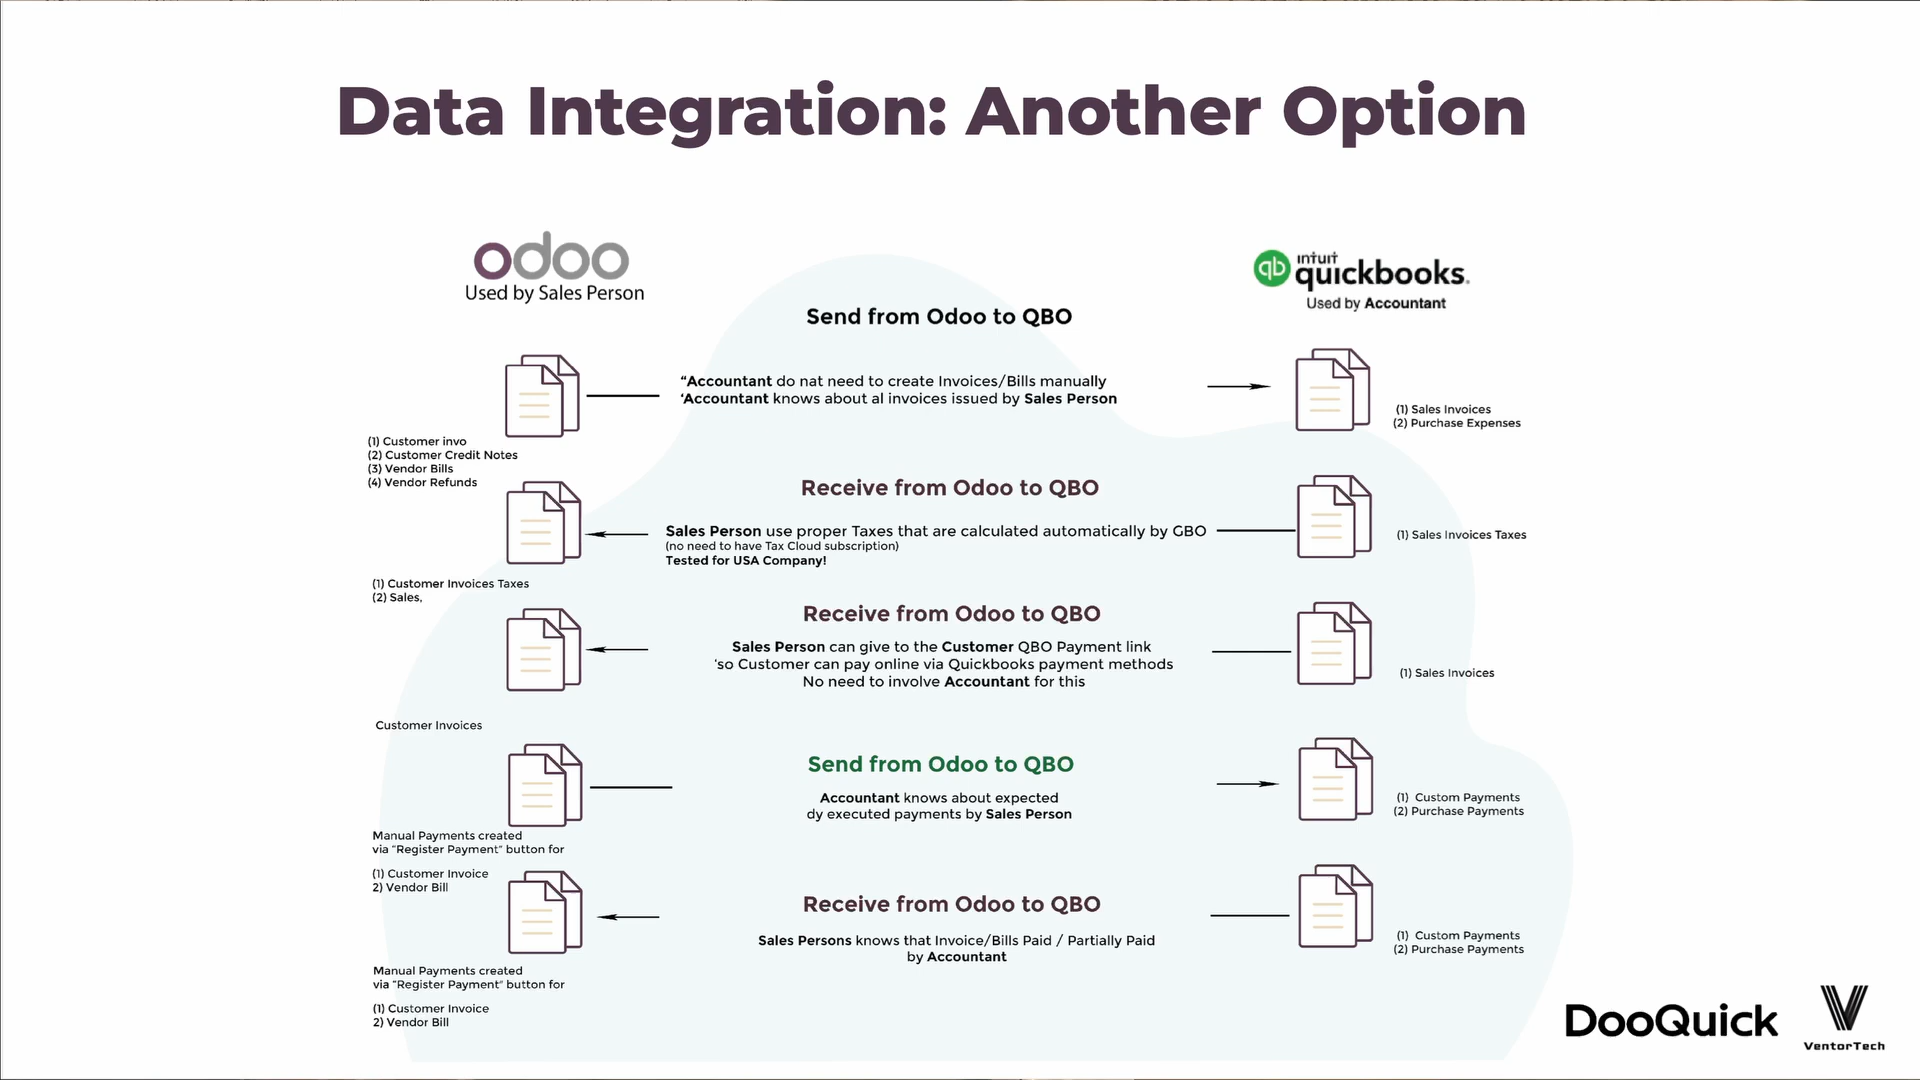 Data Integration: Another Option
odoo
Used by Sales Person
intuit
qb quickbooks.
Used by Accountant
Send from Odoo to QBO
“Accountant do nat need to create Invoices/Bills manually
‘Accountant knows about al invoices issued by Sales Person
(1) Sales Invoices
(2) Purchase Expenses
(1) Customer invo
(2) Customer Credit Notes
(3) Vendor Bills
(4) Vendor Refunds
Receive from Odoo to QBO
Sales Person use proper Taxes that are calculated automatically by GBO
(no need to have Tax Cloud subscription)
Tested for USA Company!
(1) Sales Invoices Taxes
(1) Customer Invoices Taxes
(2) Sales,
Receive from Odoo to QBO
Sales Person can give to the Customer QBO Payment link
‘so Customer can pay online via Quickbooks payment methods
No need to involve Accountant for this
(1) Sales Invoices
Customer Invoices
Send from Odoo to QBO
Accountant knows about expected
dy executed payments by Sales Person
(1) Custom Payments
(2) Purchase Payments
Manual Payments created
via “Register Payment” button for
(1) Customer Invoice
2) Vendor Bill
Receive from Odoo to QBO
Sales Persons knows that Invoice/Bills Paid / Partially Paid
by Accountant
(1) Custom Payments
(2) Purchase Payments
Manual Payments created
via “Register Payment” button for
(1) Customer Invoice
2) Vendor Bill
DooQuick
VentorTech